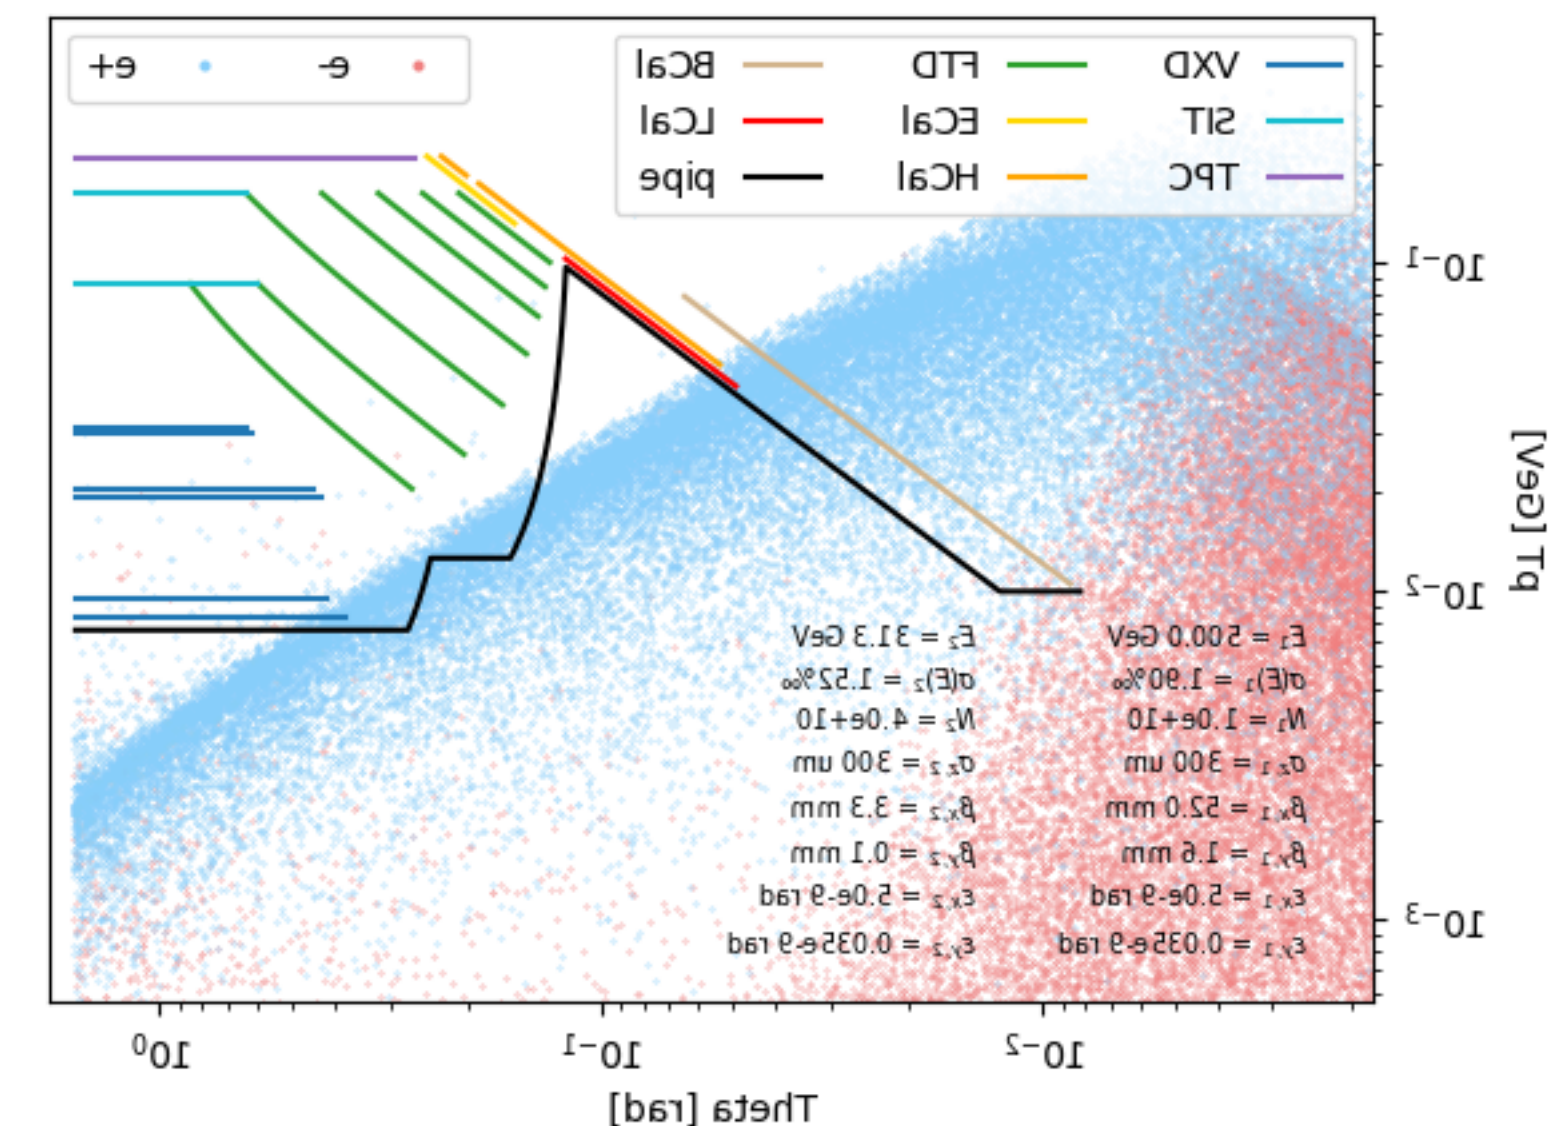 VXD FTD BCal e- e+
SIT ECal LCal
TPC HCal pipe
10⁻¹
pT [GeV]
10⁻²
E₁ = 500.0 GeV E₂ = 31.3 GeV
σ(E)₁ = 1.90‰ σ(E)₂ = 1.52‰
N₁ = 1.0e+10 N₂ = 4.0e+10
σz,1 = 300 um σz,2 = 300 um
βx,1 = 52.0 mm βx,2 = 3.3 mm
βy,1 = 1.6 mm βy,2 = 0.1 mm
εx,1 = 5.0e-9 rad εx,2 = 5.0e-9 rad
10⁻³
εy,1 = 0.035e-9 rad εy,2 = 0.035e-9 rad
10⁻² 10⁻¹ 10⁰
Theta [rad]